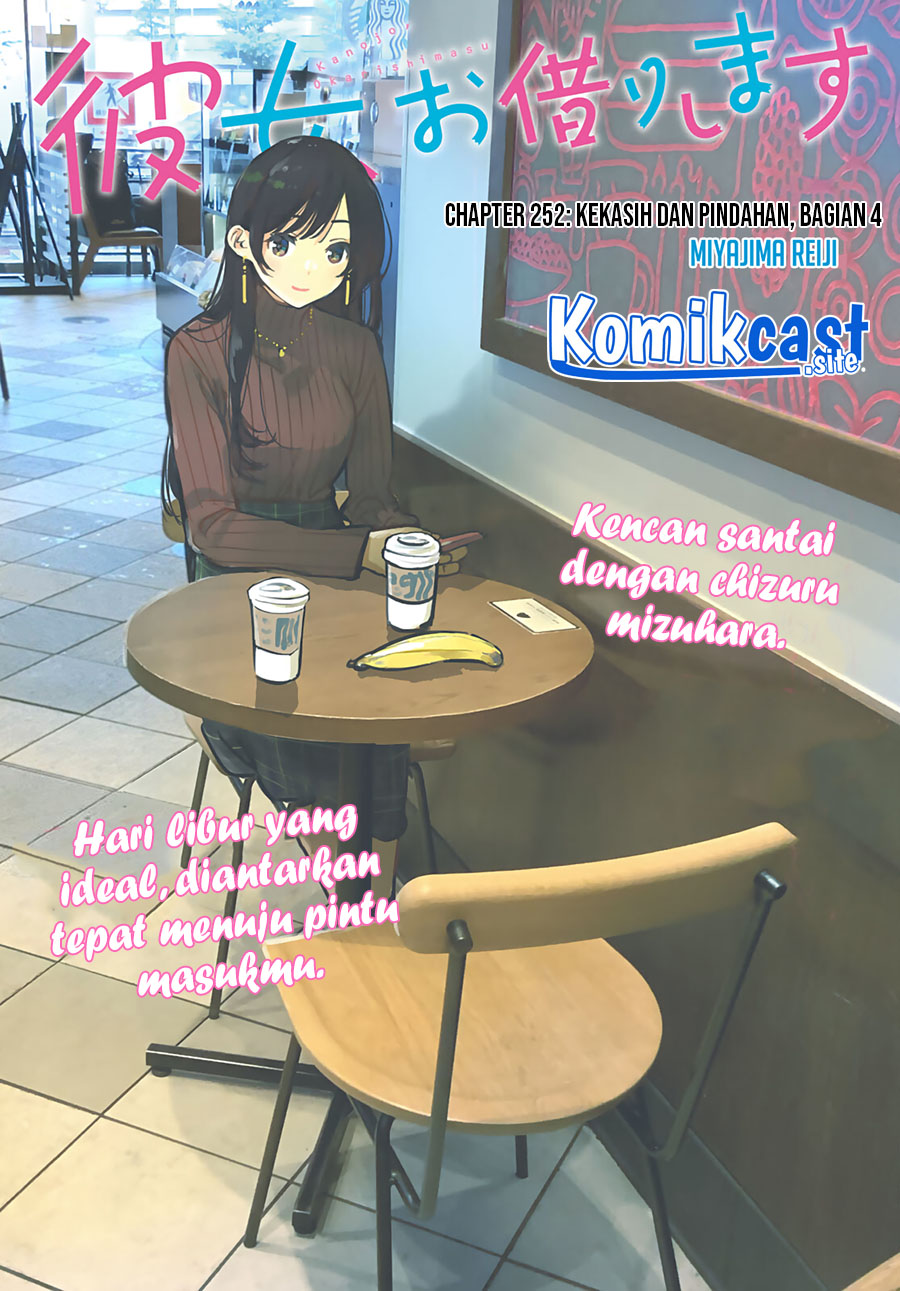 彼女、お借りします
Kanojo,
Okarishimasu
CHAPTER 252: KEKASIH DAN PINDAHAN, BAGIAN 4
MIYAJIMA REIJI
Komikcast
.site
Kencan santai
dengan chizuru
mizuhara.
Hari libur yang
ideal, diantarkan
tepat menuju pintu
masukmu.